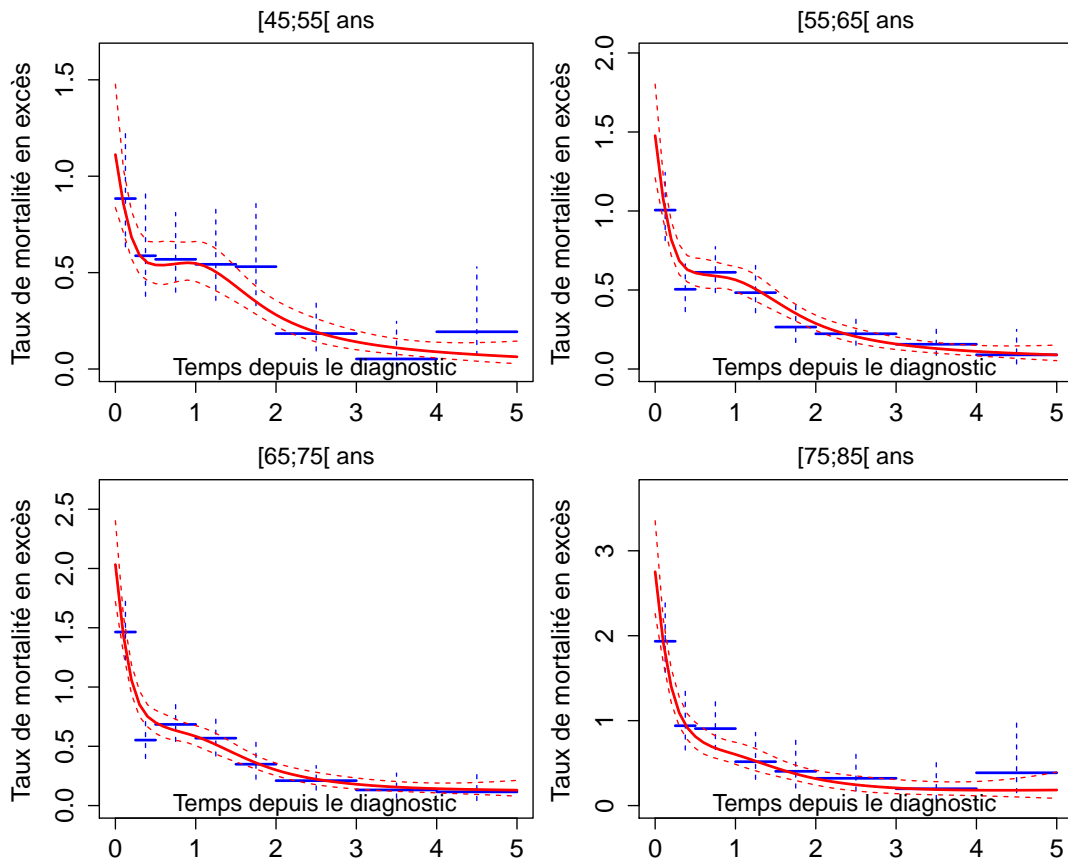 [45;55[ ans
Taux de mortalité en excès
0.0 0.5 1.0 1.5
Temps depuis le diagnostic
0 1 2 3 4 5
[55;65[ ans
Taux de mortalité en excès
0.0 0.5 1.0 1.5 2.0
Temps depuis le diagnostic
0 1 2 3 4 5
[65;75[ ans
Taux de mortalité en excès
0.0 0.5 1.0 1.5 2.0 2.5
Temps depuis le diagnostic
0 1 2 3 4 5
[75;85[ ans
Taux de mortalité en excès
0 1 2 3
Temps depuis le diagnostic
0 1 2 3 4 5